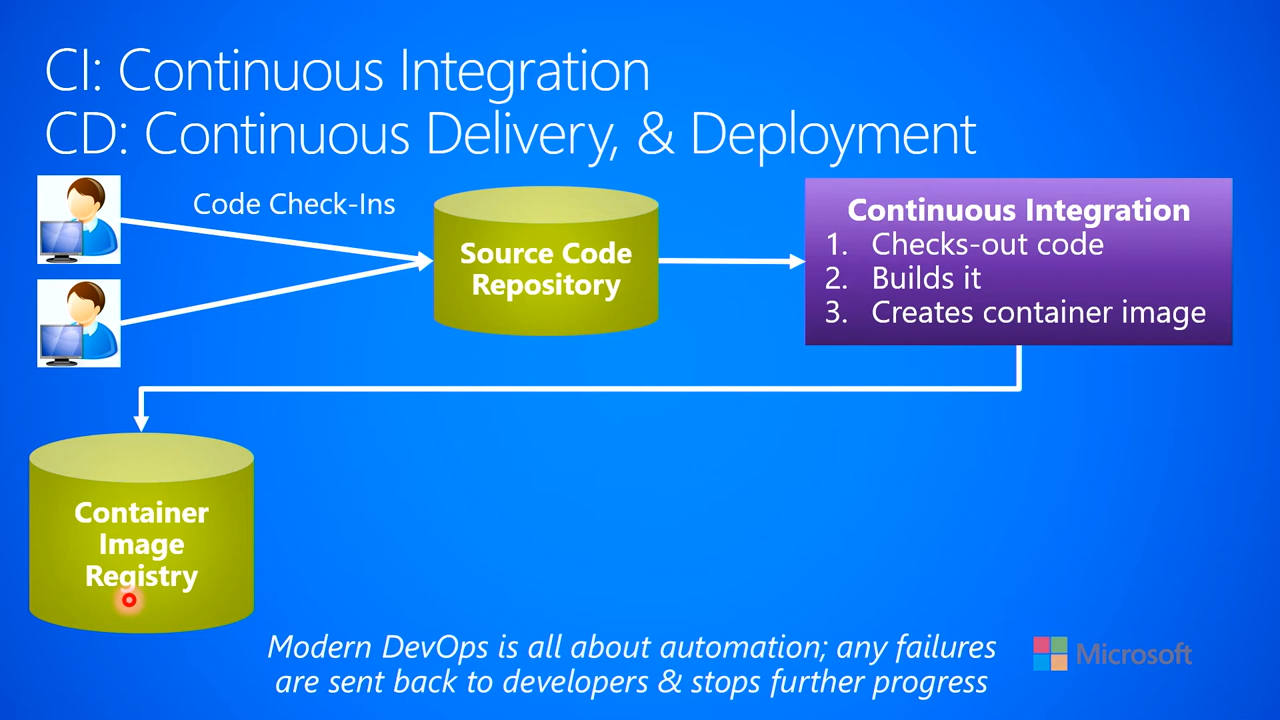 CI: Continuous Integration
CD: Continuous Delivery, & Deployment
Code Check-Ins
Source Code
Repository
Continuous Integration
1. Checks-out code
2. Builds it
3. Creates container image
Container
Image
Registry
Modern DevOps is all about automation; any failures
are sent back to developers & stops further progress
Microsoft